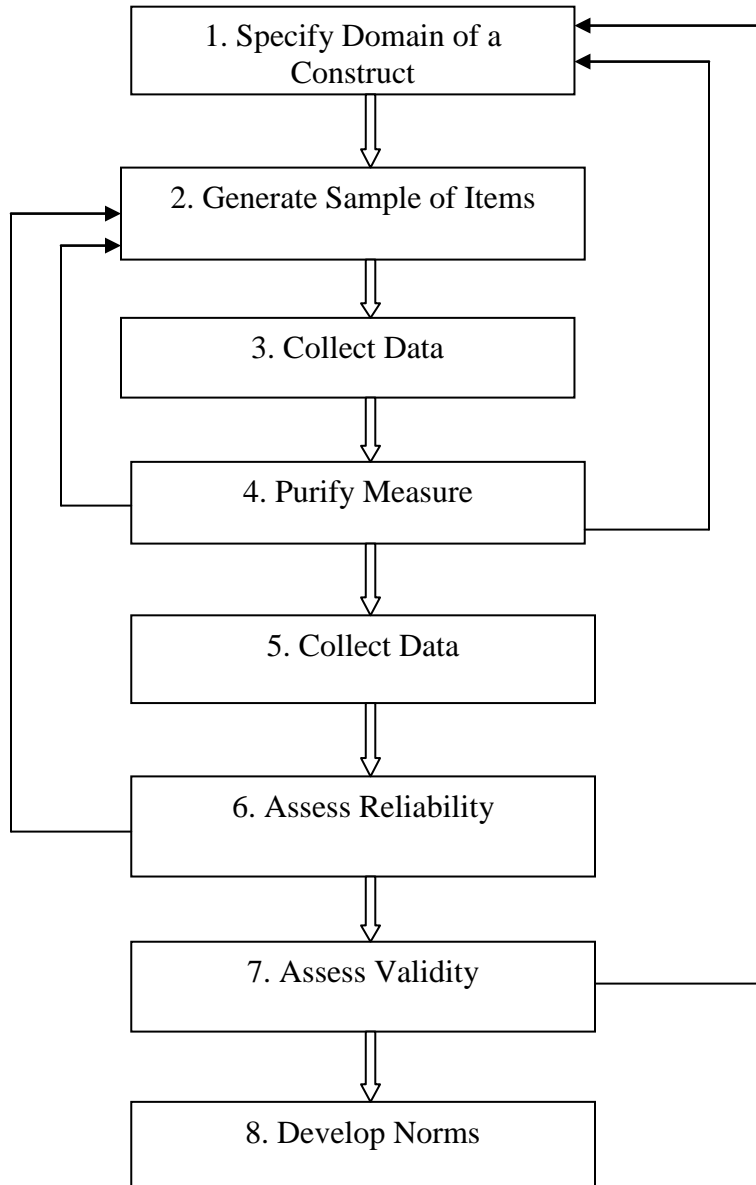 1. Specify Domain of a
Construct
2. Generate Sample of Items
3. Collect Data
4. Purify Measure
5. Collect Data
6. Assess Reliability
7. Assess Validity
8. Develop Norms